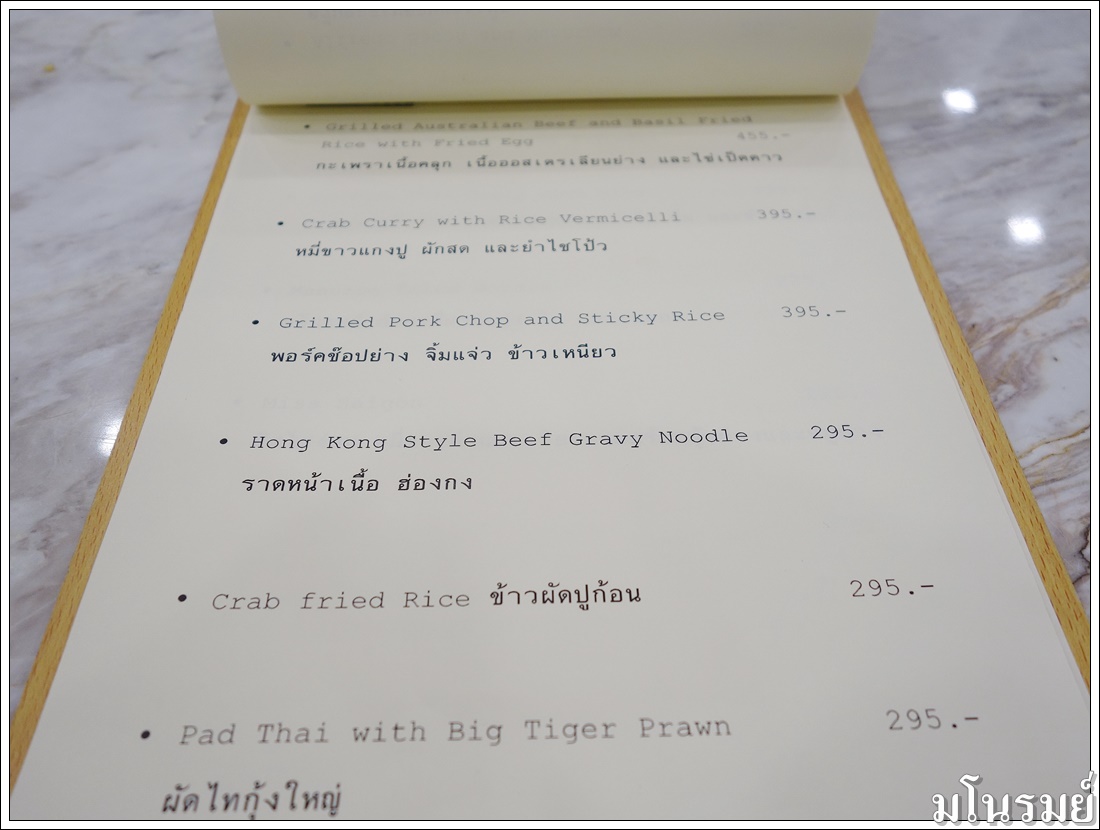 • Grilled Australian Beef and Basil Fried
Rice with Fried Egg 455.-
กะเพราเนื้อคลุก เนื้อออสเตรเลียนย่าง และไข่เป็ดดาว
• Crab Curry with Rice Vermicelli 395.-
หมี่ขาวแกงปู ผักสด และยำไชโป้ว
• Grilled Pork Chop and Sticky Rice 395.-
พอร์คช๊อปย่าง จิ้มแจ่ว ข้าวเหนียว
• Hong Kong Style Beef Gravy Noodle 295.-
ราดหน้าเนื้อ ฮ่องกง
• Crab fried Rice ข้าวผัดปูก้อน 295.-
• Pad Thai with Big Tiger Prawn 295.-
ผัดไทกุ้งใหญ่
มโนรมย์